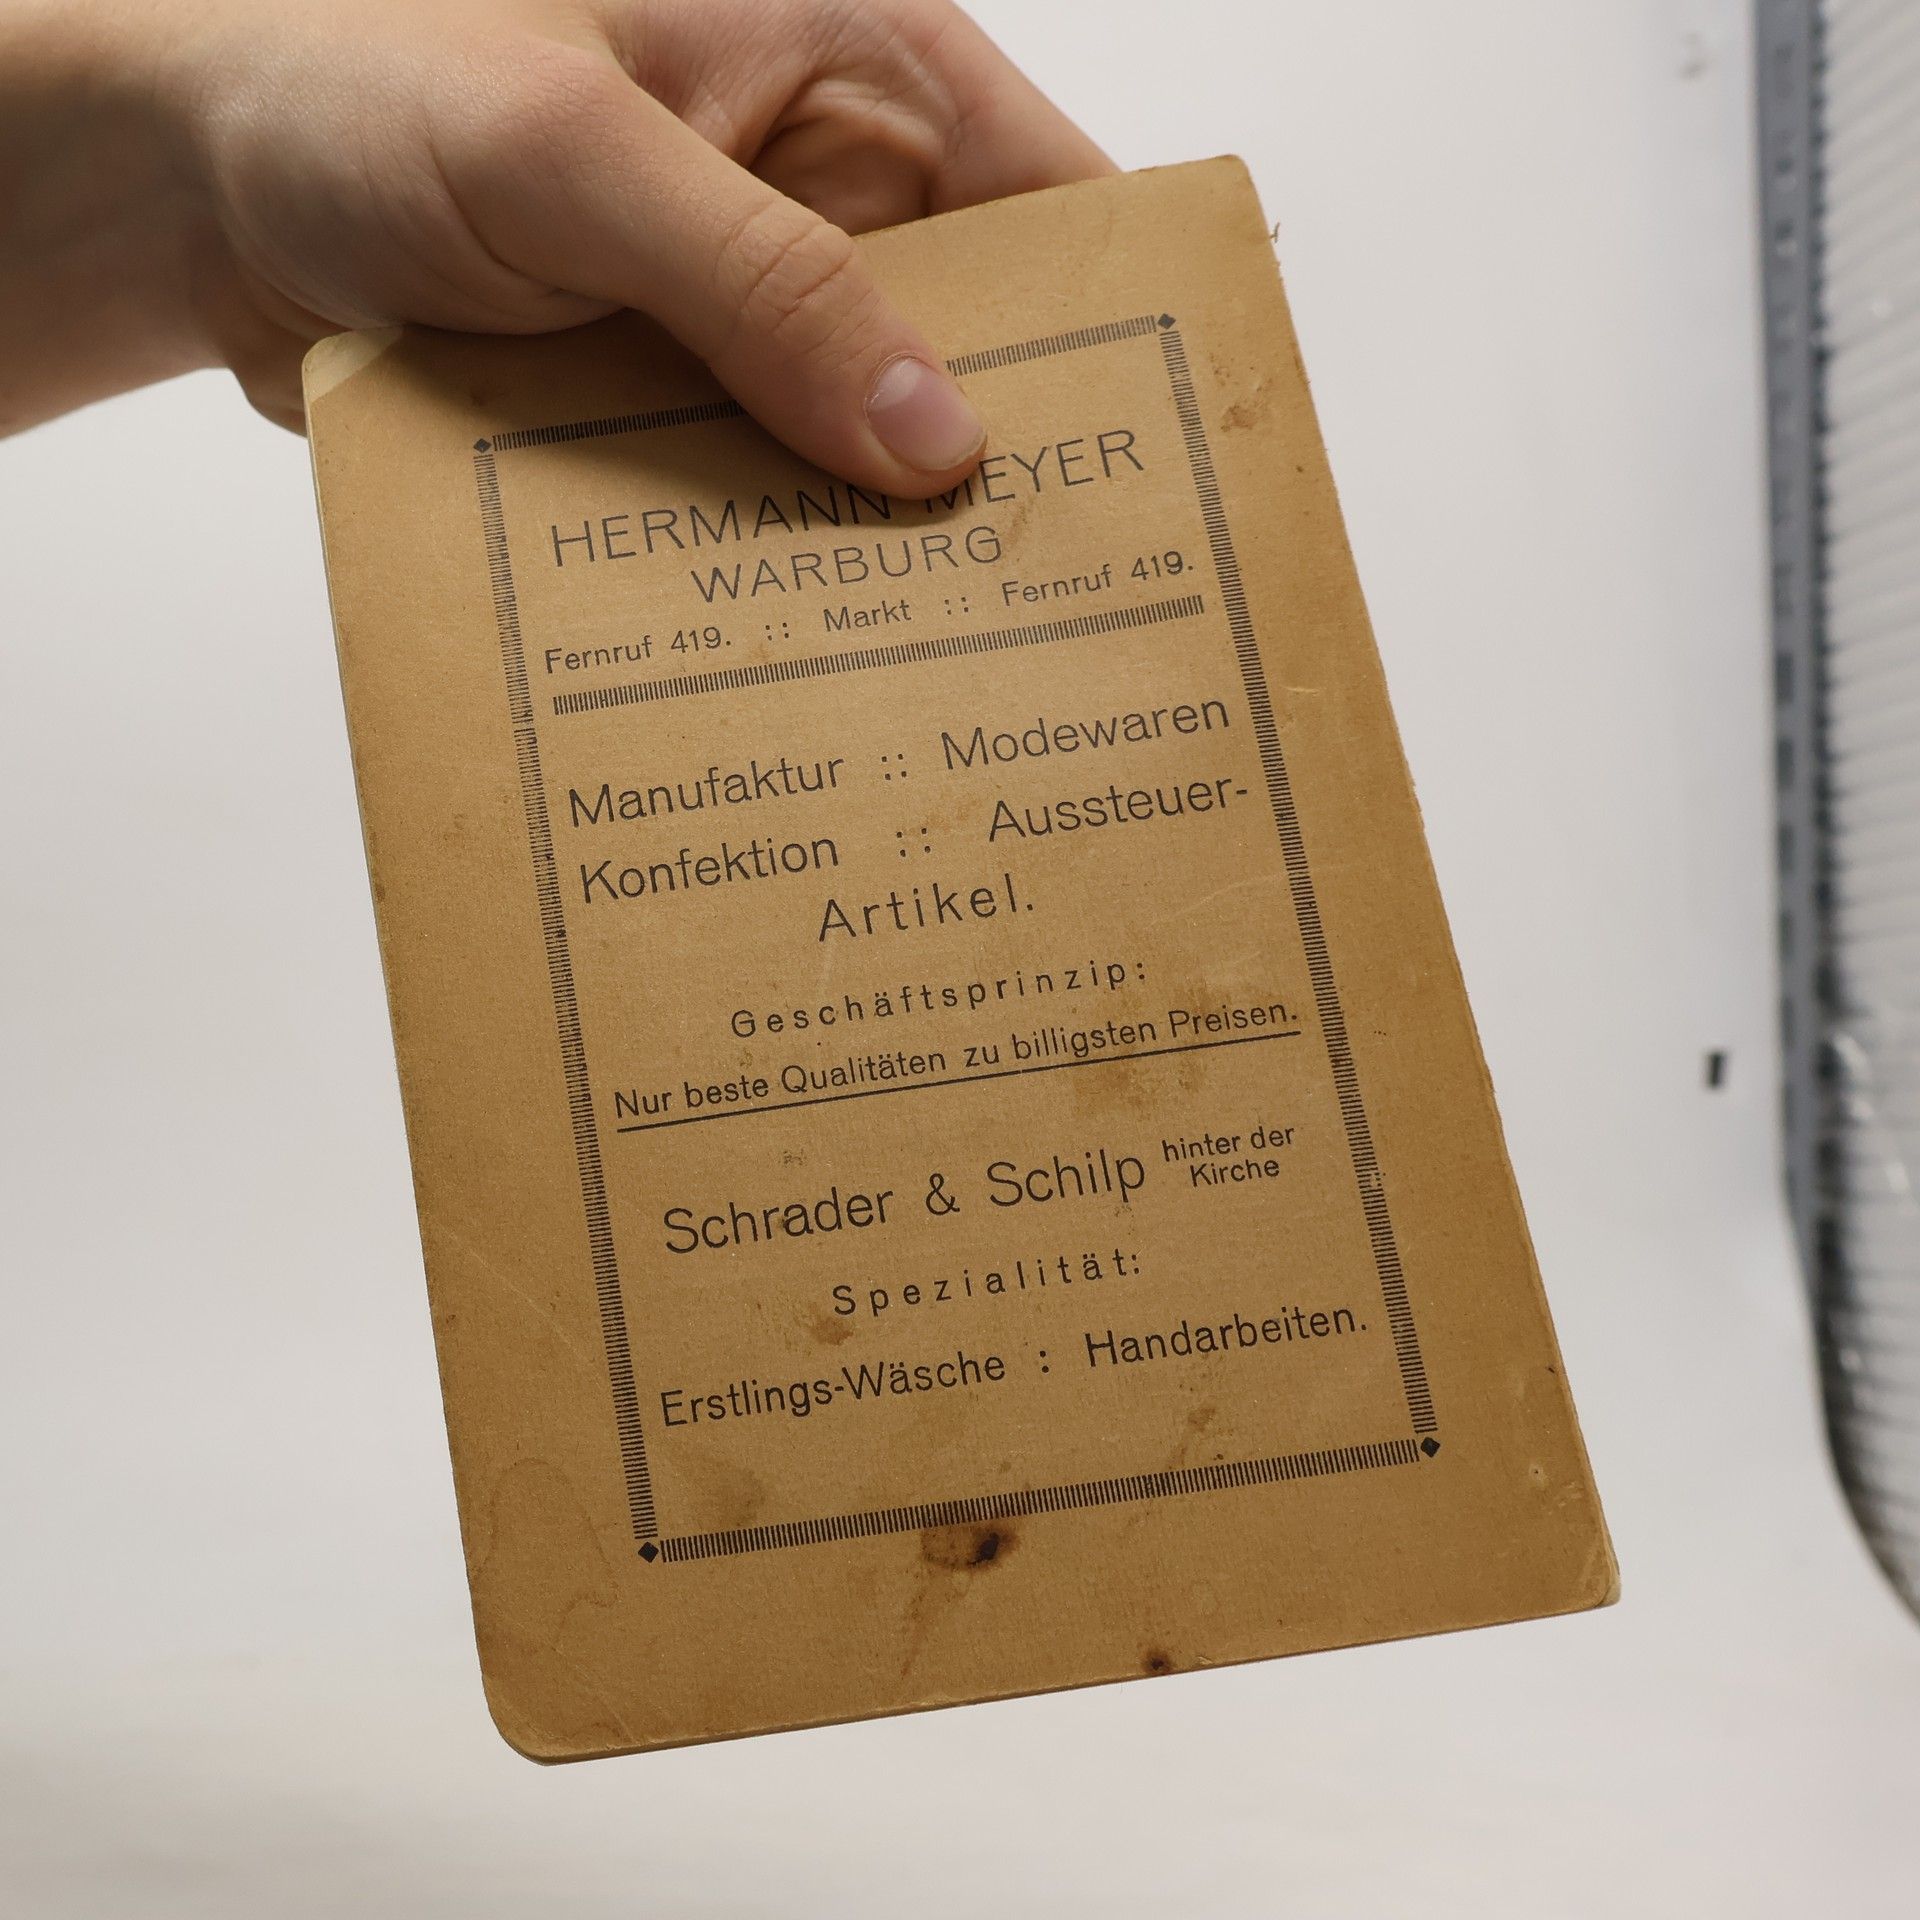 HERMANN MEYER
WARBURG
Fernruf 419. :: Markt :: Fernruf 419.
Manufaktur :: Modewaren
Konfektion :: Aussteuer-
Artikel.
Geschäftsprinzip:
Nur beste Qualitäten zu billigsten Preisen.
Schrader & Schilp hinter der
Kirche
Spezialität:
Erstlings-Wäsche : Handarbeiten.